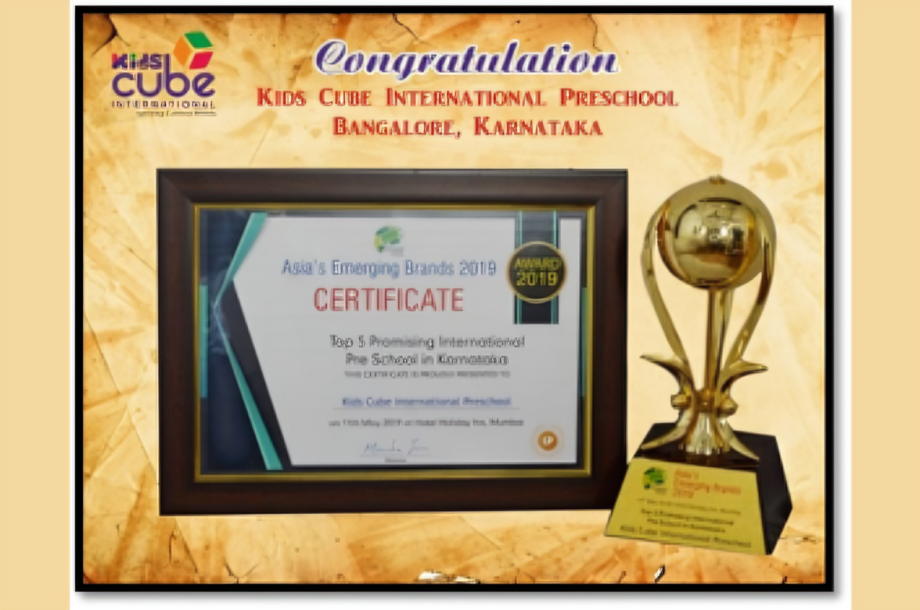 KIDS
cube
INTERNATIONAL
Congratulation
KIDS CUBE INTERNATIONAL PRESCHOOL
BANGALORE, KARNATAKA
Asia's Emerging Brands 2019
AWARD
2019
CERTIFICATE
Top 5 Promising International
Pre School in Karnataka
THIS CERTIFICATE IS PROUDLY PRESENTED TO
Kids Cube International Preschool
on 11th May 2019 at Hotel Holiday Inn, Mumbai
Asia's
Emerging Brands
2019
Top 5 Promising International
Pre School in Karnataka
Kids Cube International Preschool